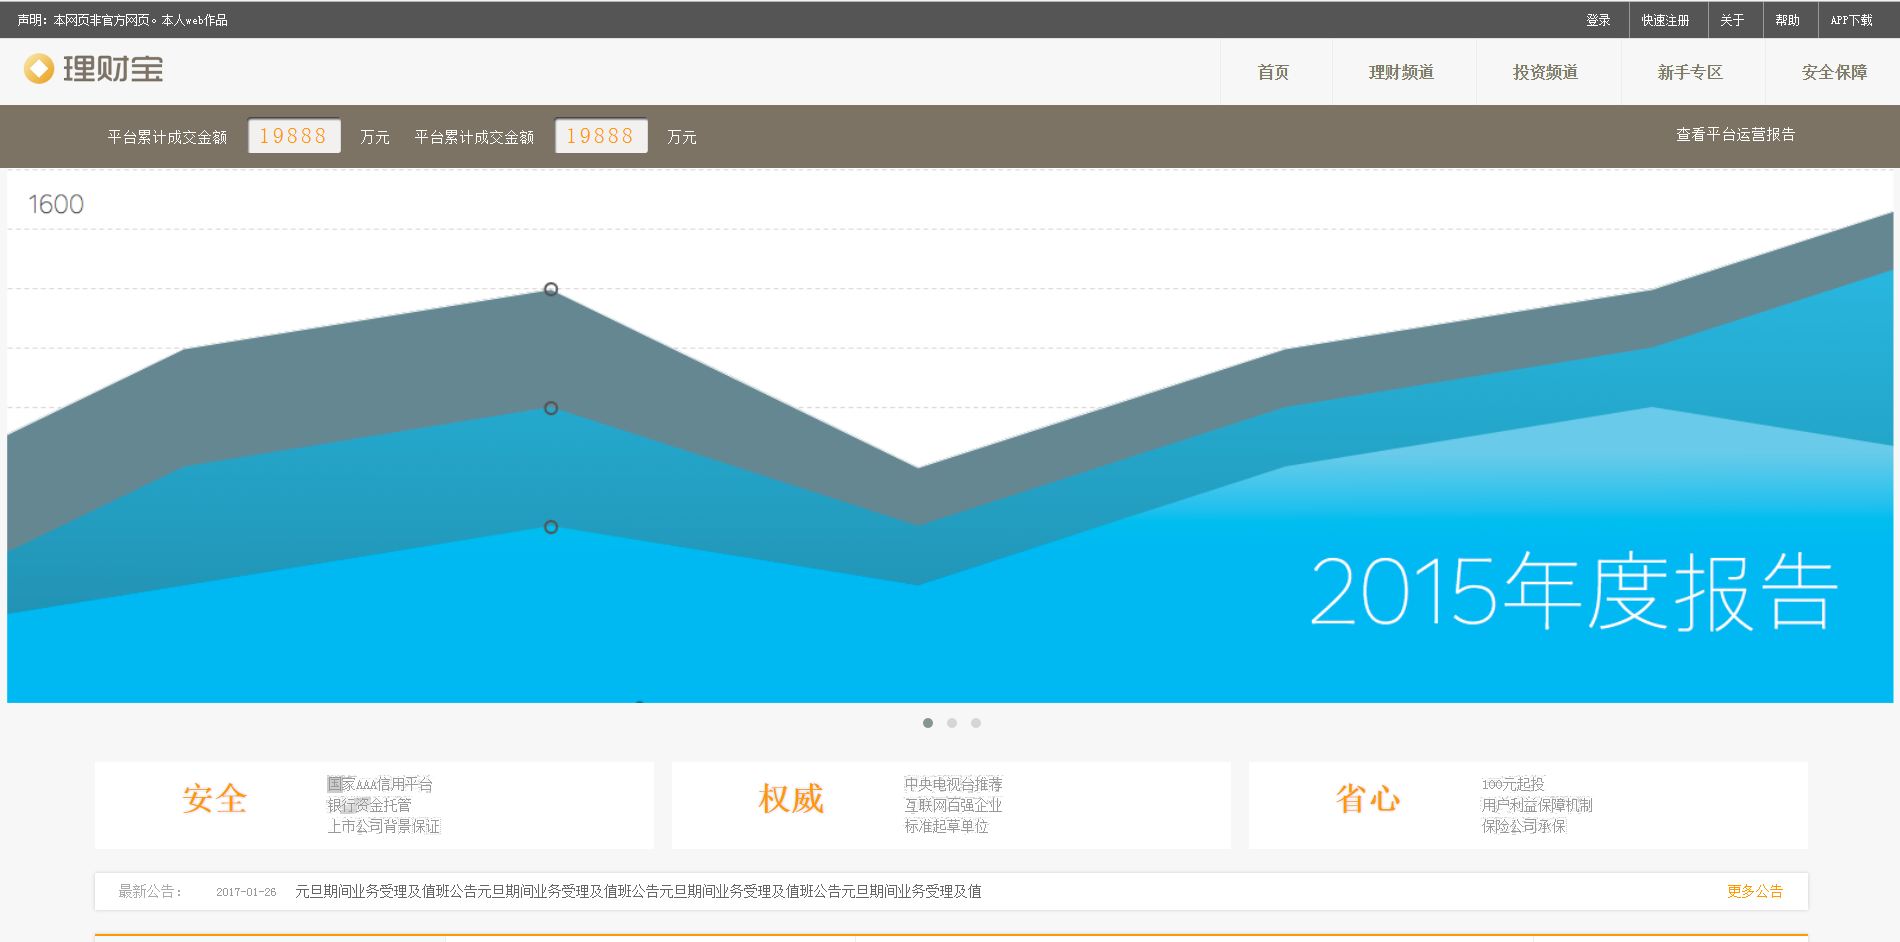 声明：本网页非官方网页。本人web作品
登录 快速注册 关于 帮助 APP下载
理财宝
首页 理财频道 投资频道 新手专区 安全保障
平台累计成交金额 19888 万元 平台累计成交金额 19888 万元 查看平台运营报告
1600
2015年度报告
安全
国家AAA信用平台
银行资金托管
上市公司背景保证
权威
中央电视台推荐
互联网百强企业
标准起草单位
省心
100元起投
用户利益保障机制
保险公司承保
最新公告： 2017-01-26 元旦期间业务受理及值班公告元旦期间业务受理及值班公告元旦期间业务受理及值班公告元旦期间业务受理及值 更多公告